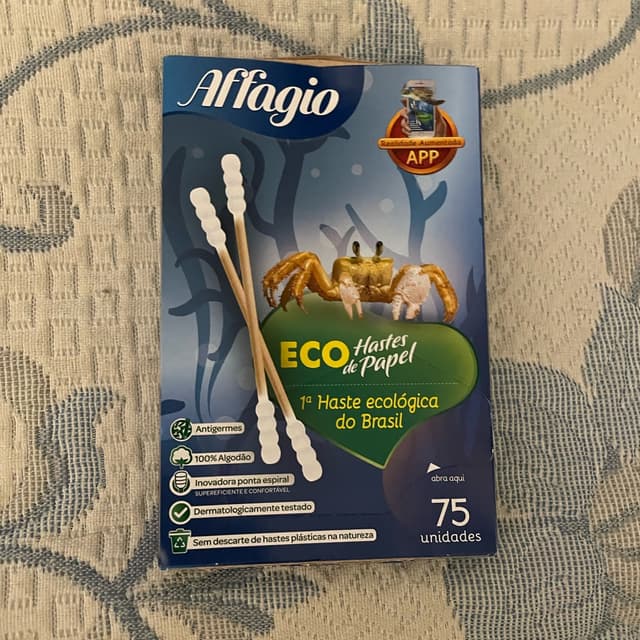 Affagio
Realidade Aumentada
APP
ECO Hastes
de Papel
1ª Haste ecológica
do Brasil
Antigermes
100% Algodão
Inovadora ponta espiral
SUPEREFICIENTE E CONFORTÁVEL
Dermatologicamente testado
Sem descarte de hastes plásticas na natureza
abra aqui
75
unidades